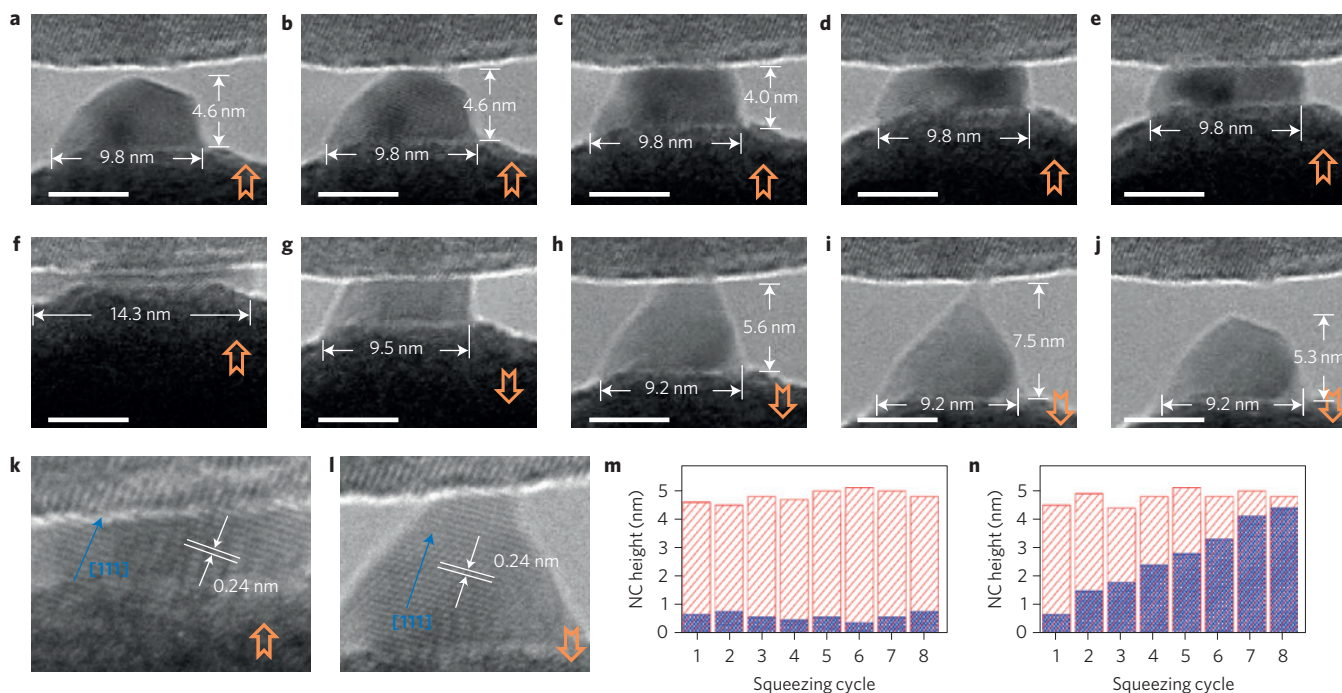 a
b
c
d
e
4.6 nm
9.8 nm
4.6 nm
9.8 nm
4.0 nm
9.8 nm
9.8 nm
9.8 nm
f
g
h
i
j
14.3 nm
9.5 nm
5.6 nm
9.2 nm
7.5 nm
9.2 nm
5.3 nm
9.2 nm
k
l
m
n
[111]
0.24 nm
[111]
0.24 nm
NC height (nm)
5
4
3
2
1
0
1 2 3 4 5 6 7 8
Squeezing cycle
NC height (nm)
5
4
3
2
1
0
1 2 3 4 5 6 7 8
Squeezing cycle